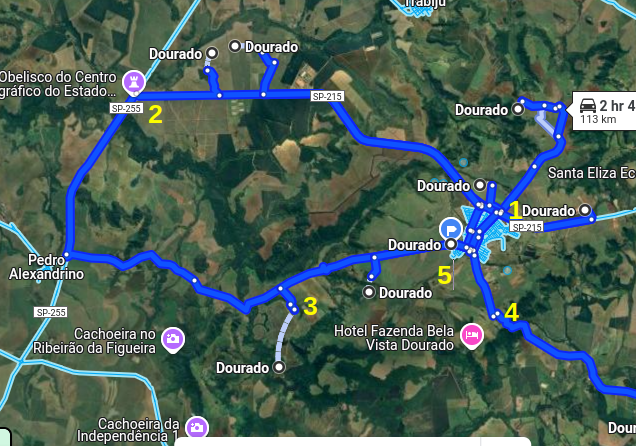 Itabiju
Dourado
Dourado
Obelisco do Centro
gráfico do Estado...
SP-255
2
SP-215
Dourado
2 hr 4
113 km
Santa Eliza Ec
Dourado
1
Dourado
SP-215
Dourado
5
Pedro
Alexandrino
Dourado
3
4
SP-255
Cachoeira no
Ribeirão da Figueira
Hotel Fazenda Bela
Vista Dourado
Dourado
Cachoeira da
Independência 1
Dour